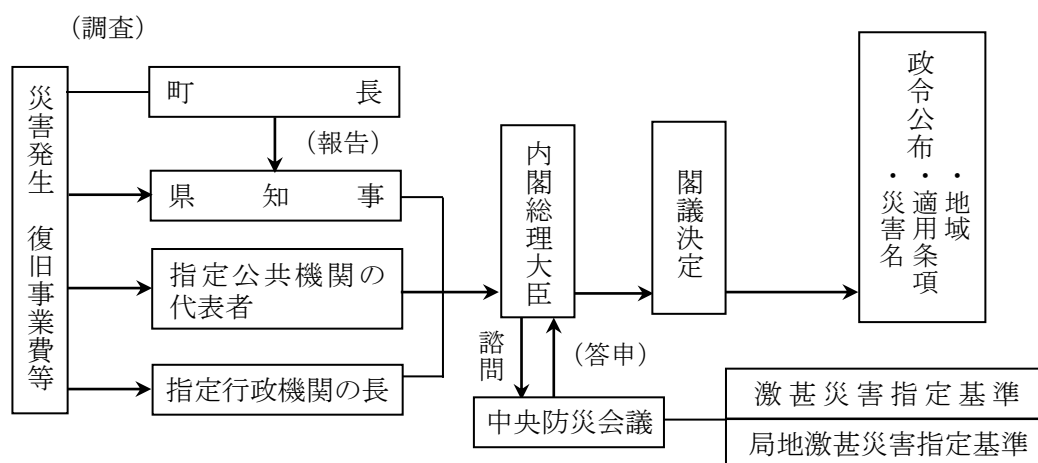 （調査）
災害発生　復旧事業費等
町　　　　長
（報告）
県　　知　　事
指定公共機関の
代表者
指定行政機関の長
内閣総理大臣
諮問
（答申）
中央防災会議
激甚災害指定基準
局地激甚災害指定基準
閣議決定
政令公布
・地域
・適用条項
・災害名